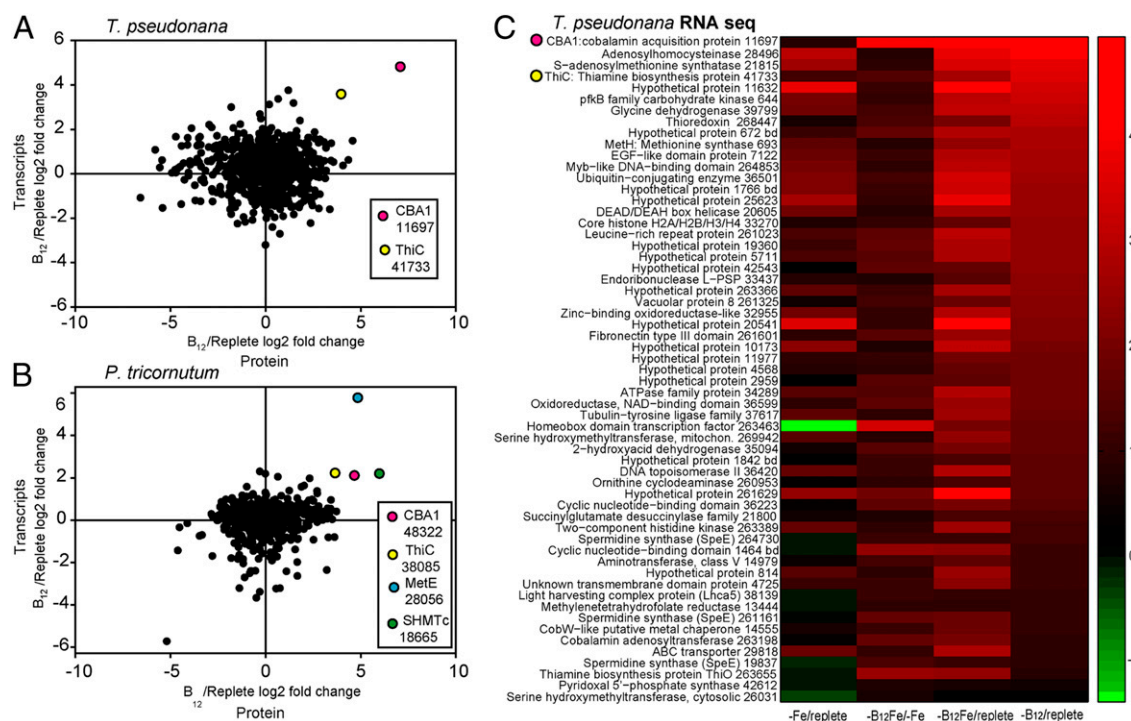 A
T. pseudonana
Transcripts
B12/Replete log2 fold change
6
4
2
0
-2
-4
-6
-10
-5
0
5
10
B12/Replete log2 fold change
Protein
CBA1
11697
ThiC
41733
B
P. tricornutum
Transcripts
B12/Replete log2 fold change
6
4
2
0
-2
-4
-6
-10
-5
0
5
10
B12/Replete log2 fold change
Protein
CBA1
48322
ThiC
38085
MetE
28056
SHMTc
18665
C
T. pseudonana RNA seq
CBA1:cobalamin acquisition protein 11697
Adenosylhomocysteinase 28496
S-adenosylmethionine synthatase 21815
ThiC: Thiamine biosynthesis protein 41733
Hypothetical protein 11632
pfkB family carbohydrate kinase 644
Glycine dehydrogenase 39799
Thioredoxin 268447
Hypothetical protein 672 bd
MetH: Methionine synthase 693
EGF-like domain protein 7122
Myb-like DNA-binding domain 264853
Ubiquitin-conjugating enzyme 36501
Hypothetical protein 1766 bd
Hypothetical protein 25623
DEAD/DEAH box helicase 20605
Core histone H2A/H2B/H3/H4 33270
Leucine-rich repeat protein 261023
Hypothetical protein 19360
Hypothetical protein 5711
Hypothetical protein 42543
Endoribonuclease L-PSP 33437
Hypothetical protein 263366
Vacuolar protein 8 261325
Zinc-binding oxidoreductase-like 32955
Hypothetical protein 20541
Fibronectin type III domain 261601
Hypothetical protein 10173
Hypothetical protein 11977
Hypothetical protein 4568
Hypothetical protein 2959
ATPase family protein 34289
Oxidoreductase, NAD-binding domain 36599
Tubulin-tyrosine ligase family 37617
Homeobox domain transcription factor 263463
Serine hydroxymethyltransferase, mitochon. 269942
2-hydroxyacid dehydrogenase 35094
Hypothetical protein 1842 bd
DNA topoisomerase II 36420
Ornithine cyclodeaminase 260953
Hypothetical protein 261629
Cyclic nucleotide-binding domain 36223
Succinylglutamate desuccinylase family 21800
Two-component histidine kinase 263389
Spermidine synthase (SpeE) 264730
Cyclic nucleotide-binding domain 1464 bd
Aminotransferase, class V 14979
Hypothetical protein 814
Unknown transmembrane domain protein 4725
Light harvesting complex protein (Lhca5) 38139
Methylenetetrahydrofolate reductase 13444
Spermidine synthase (SpeE) 261161
CobW-like putative metal chaperone 14555
Cobalamin adenosyltransferase 263198
ABC transporter 29818
Spermidine synthase (SpeE) 19837
Thiamine biosynthesis protein ThiO 263655
Pyridoxal 5'-phosphate synthase 42612
Serine hydroxymethyltransferase, cytosolic 26031
-Fe/replete
-B12Fe/-Fe
-B12Fe/replete
-B12/replete